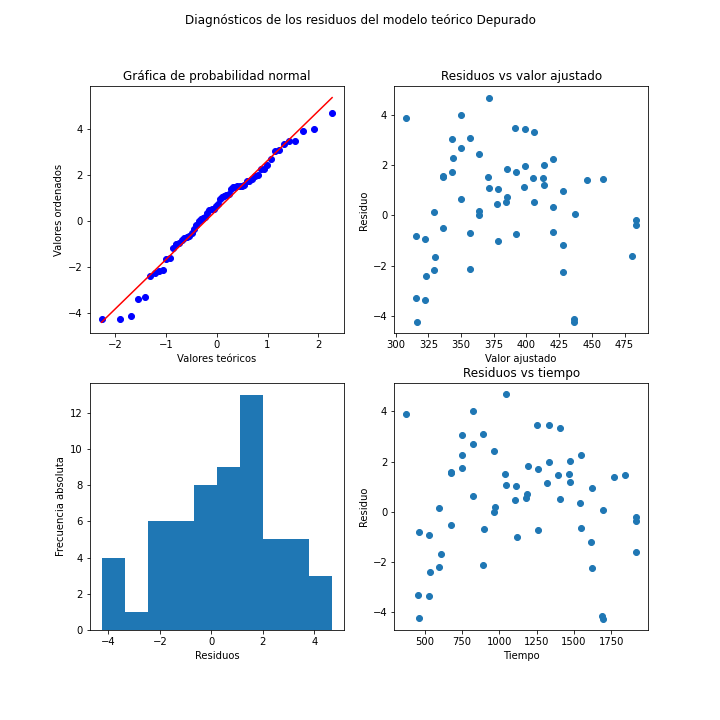 Diagnósticos de los residuos del modelo teórico Depurado
Gráfica de probabilidad normal
Valores ordenados
4
2
0
−2
−4
−2 −1 0 1 2
Valores teóricos
Residuos vs valor ajustado
Residuo
4
2
0
−2
−4
300 325 350 375 400 425 450 475
Valor ajustado
Frecuencia absoluta
12
10
8
6
4
2
0
−4 −2 0 2 4
Residuos
Residuos vs tiempo
Residuo
4
2
0
−2
−4
500 750 1000 1250 1500 1750
Tiempo